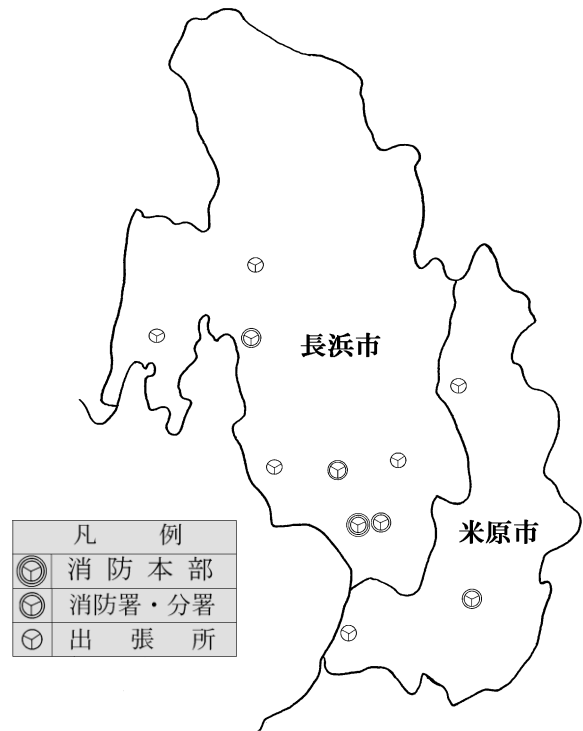 長浜市
米原市
凡 例
消防本部
消防署・分署
出張所